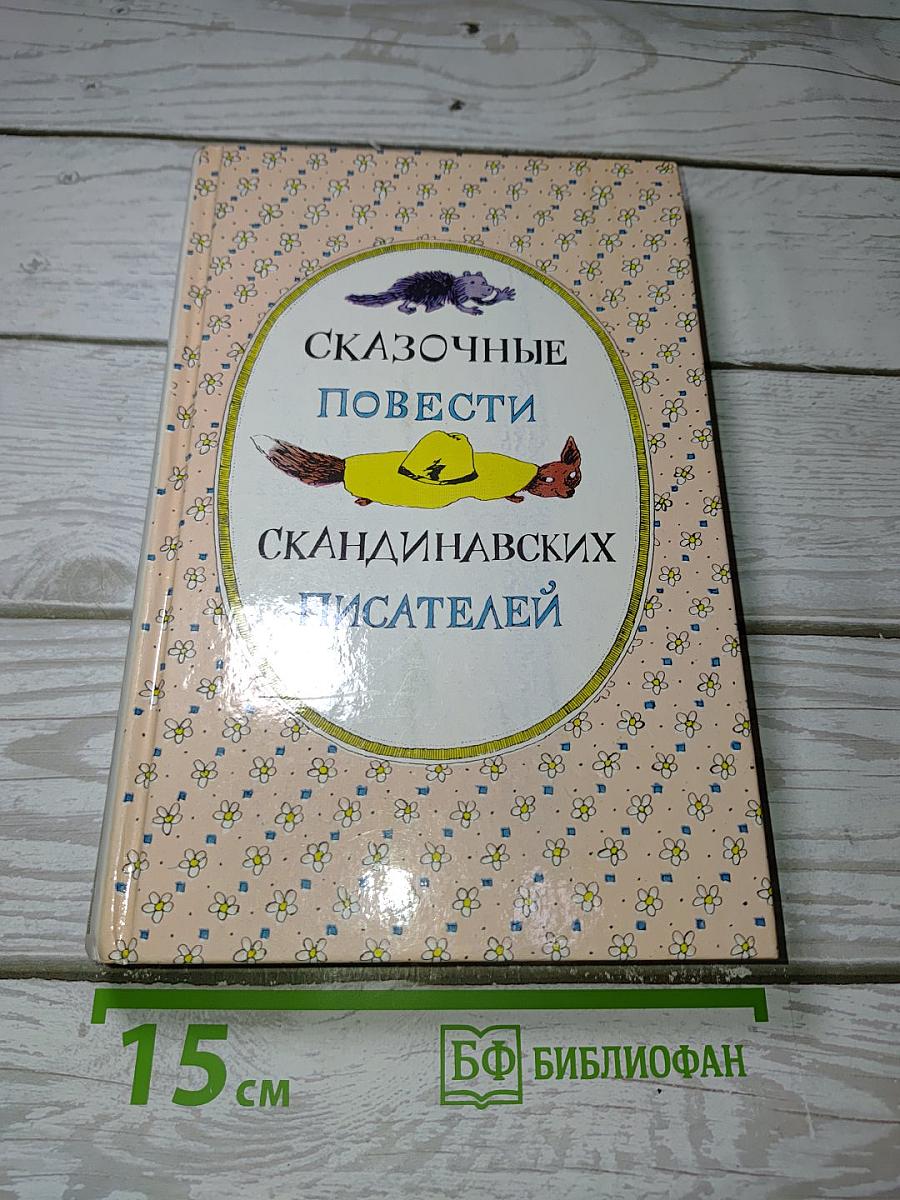 СКАЗОЧНЫЕ
ПОВЕСТИ
СКАНДИНАВСКИХ
ПИСАТЕЛЕЙ
15 см
БФ БИБЛИОФАН